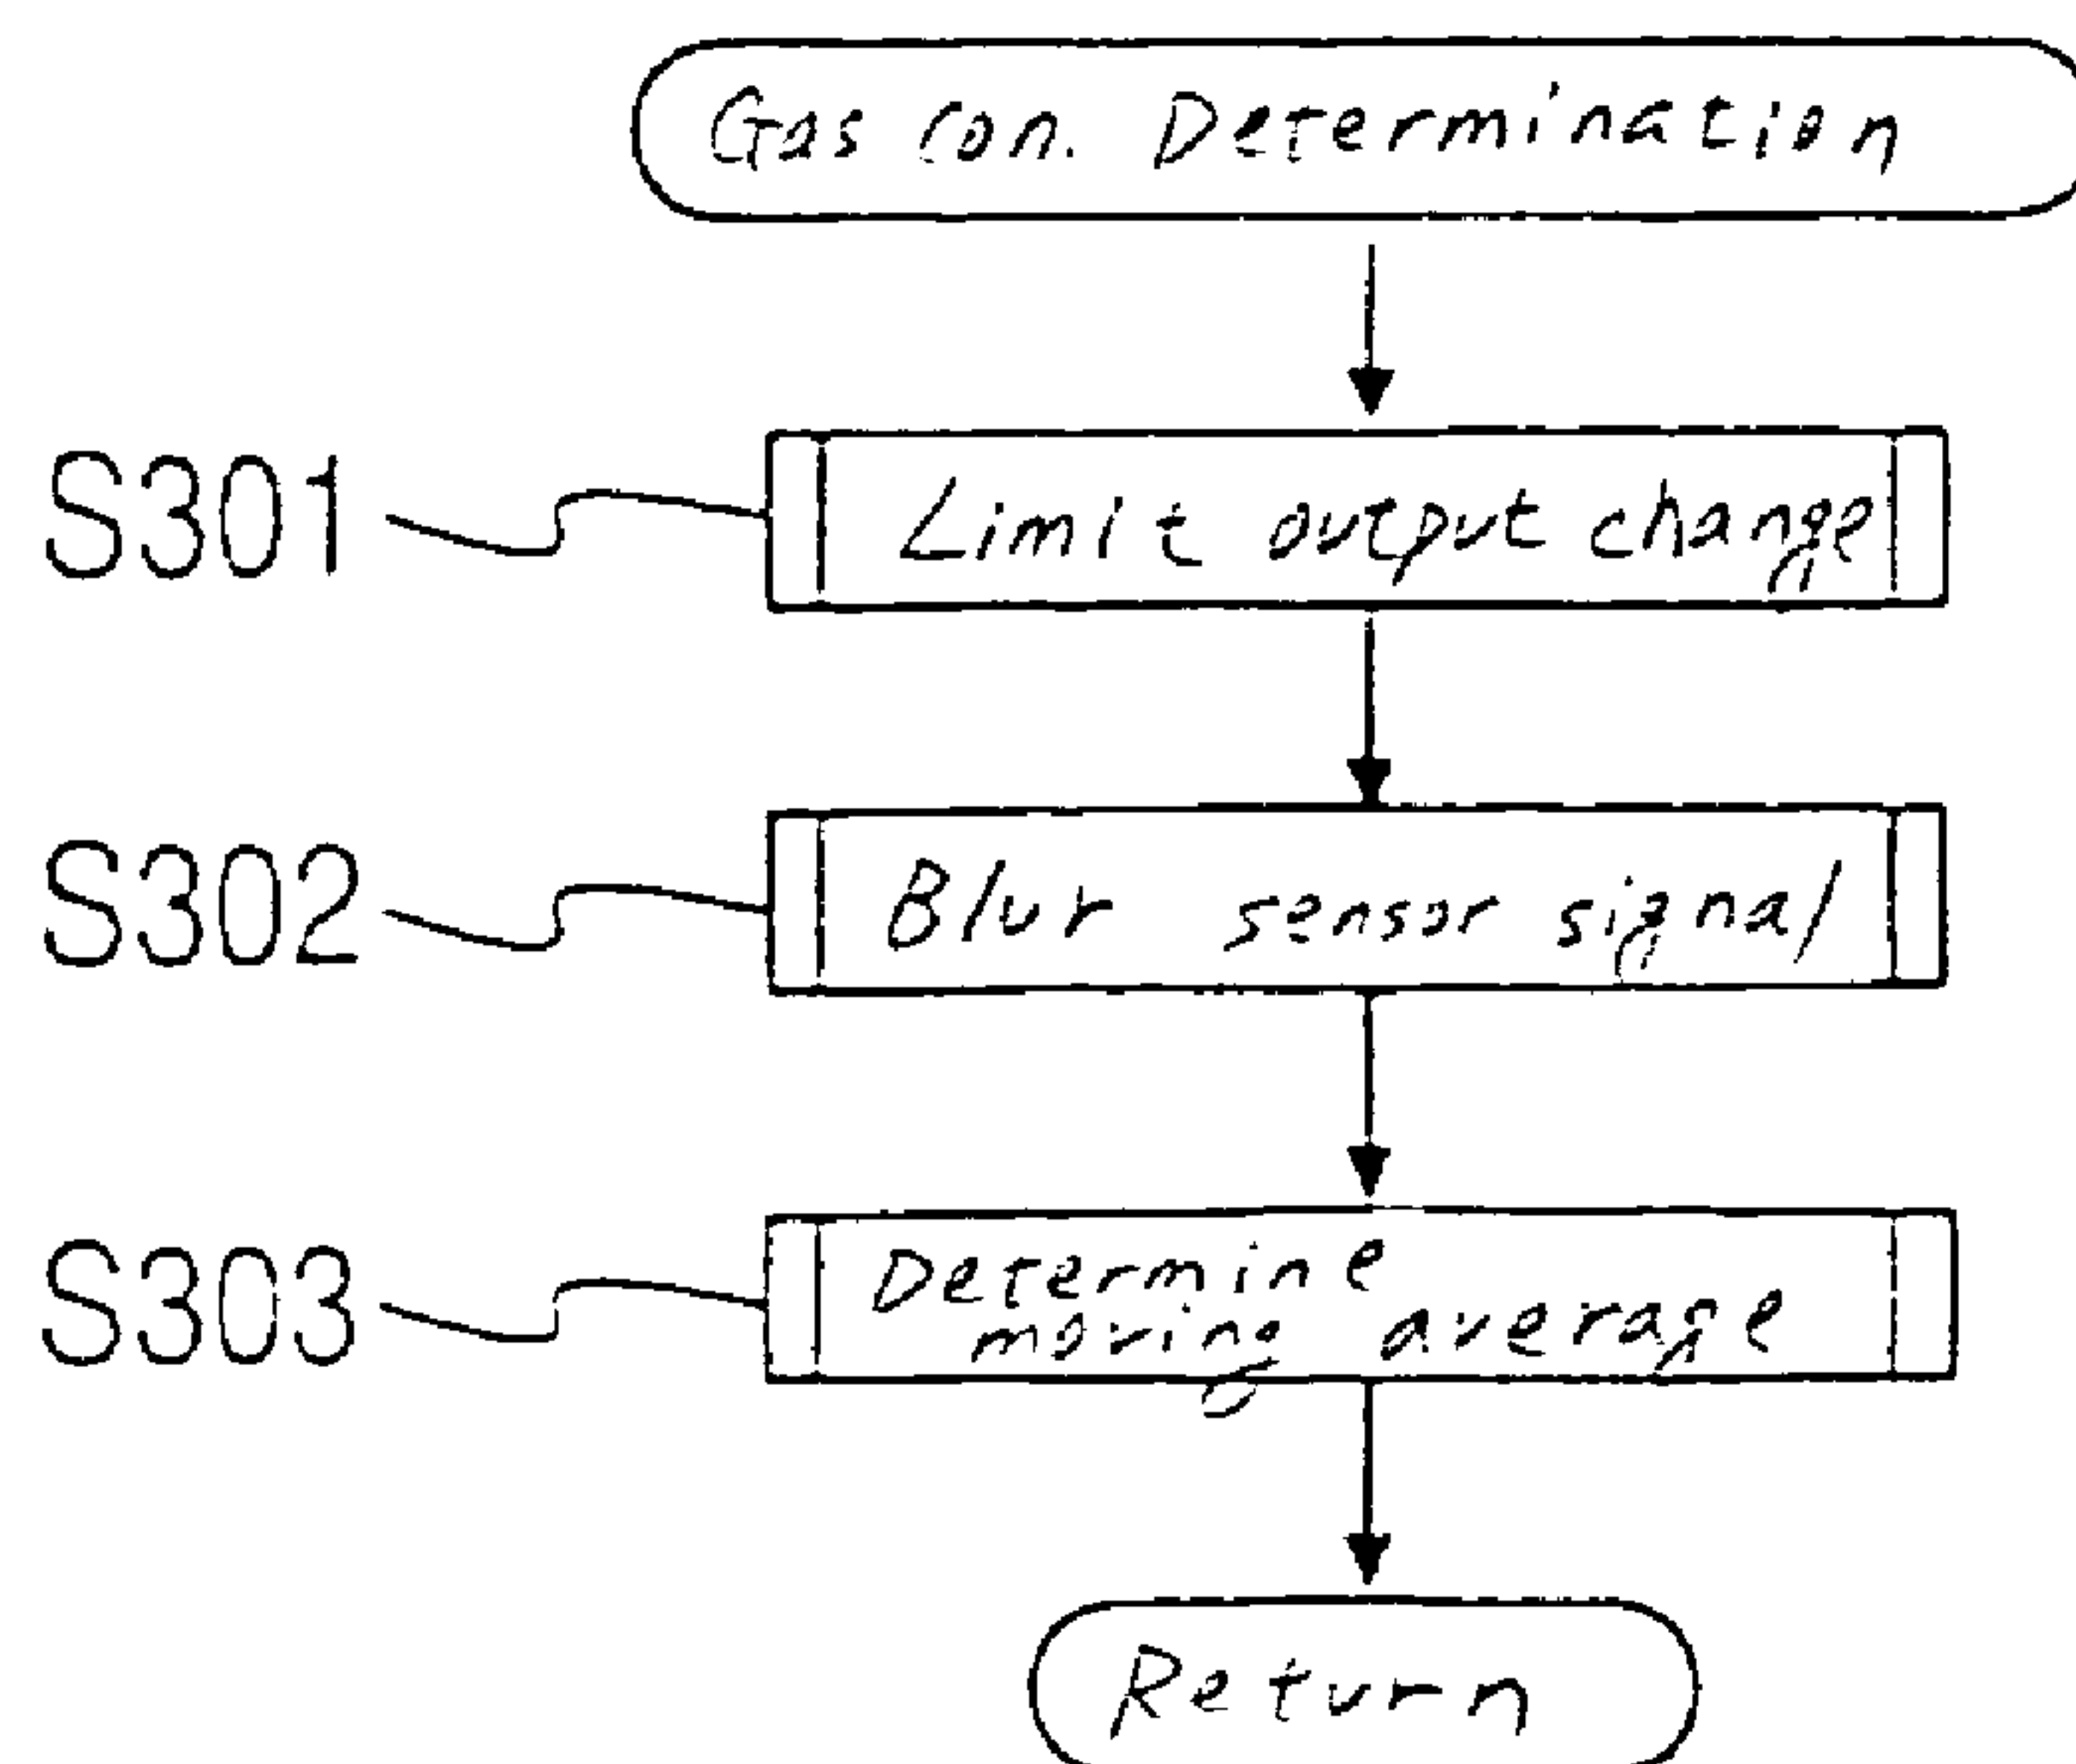 Gas Con. Determination
S301
Limit output change
S302
Blur sensor signal
S303
Determine
moving average
Return